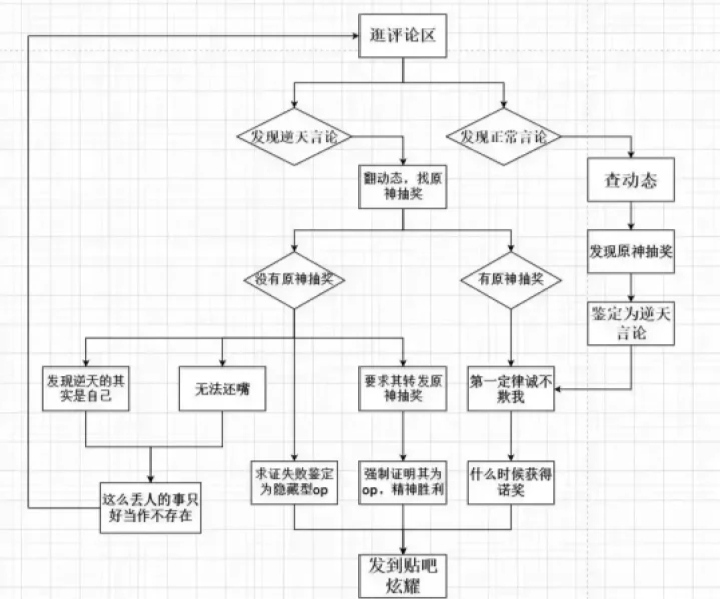 逛评论区
发现逆天言论
发现正常言论
翻动态，找原
神抽奖
查动态
发现原神抽奖
没有原神抽奖
有原神抽奖
鉴定为逆天
言论
发现逆天的其
实是自己
无法还嘴
要求其转发原
神抽奖
第一定律诚不
欺我
这么丢人的事只
好当作不存在
求证失败鉴定
为隐藏型op
强制证明其为
op，精神胜利
什么时候获得
诺奖
发到贴吧
炫耀